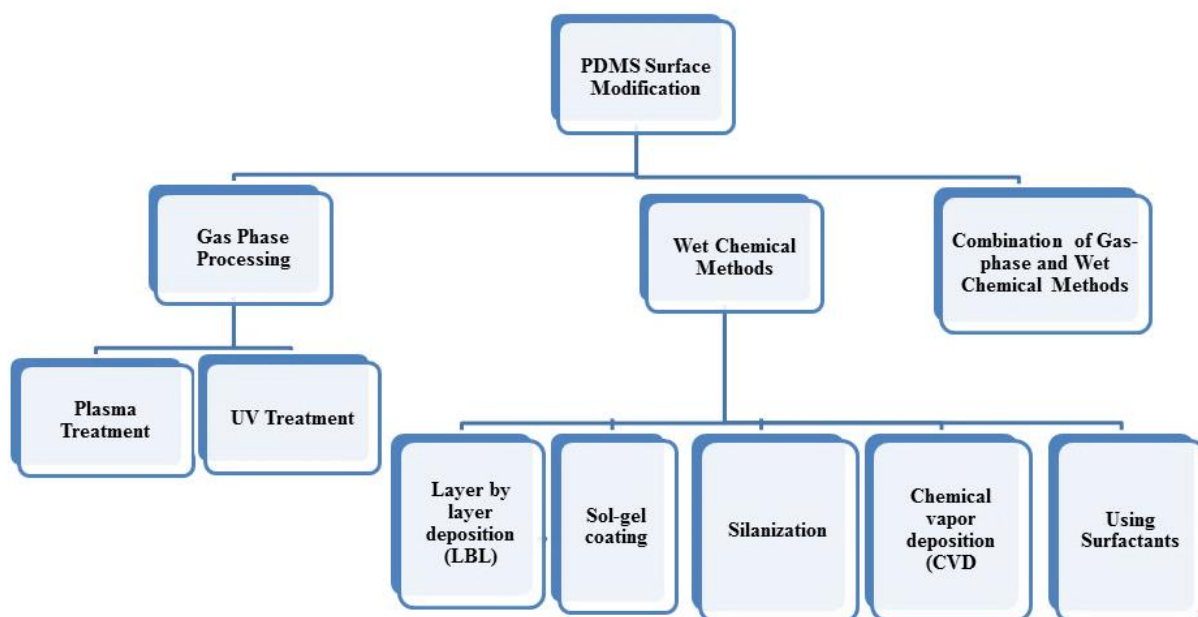 PDMS Surface
Modification
Gas Phase
Processing
Wet Chemical
Methods
Combination of Gas-
phase and Wet
Chemical Methods
Plasma
Treatment
UV Treatment
Layer by
layer
deposition
(LBL)
Sol-gel
coating
Silanization
Chemical
vapor
deposition
(CVD
Using
Surfactants